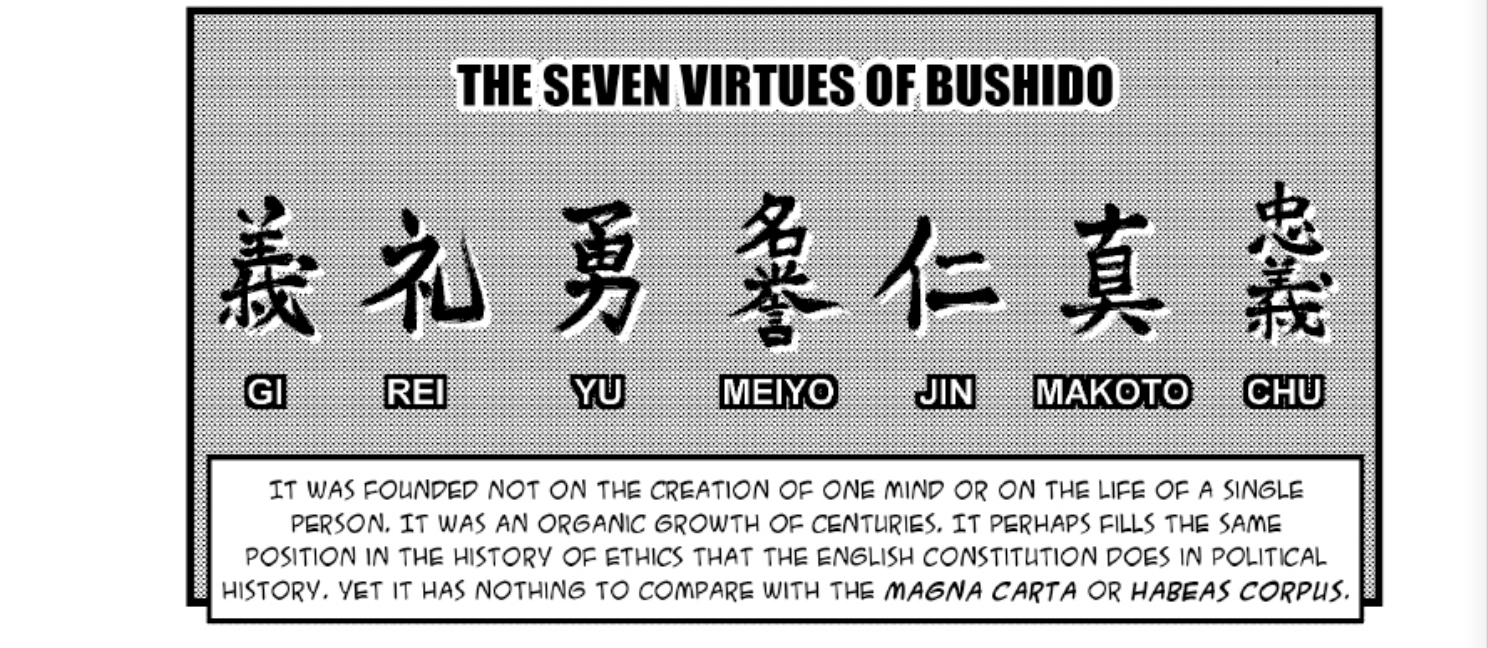 THE SEVEN VIRTUES OF BUSHIDO
義 礼 勇 名誉 仁 真 忠義
GI REI YU MEIYO JIN MAKOTO CHU
IT WAS FOUNDED NOT ON THE CREATION OF ONE MIND OR ON THE LIFE OF A SINGLE
PERSON. IT WAS AN ORGANIC GROWTH OF CENTURIES. IT PERHAPS FILLS THE SAME
POSITION IN THE HISTORY OF ETHICS THAT THE ENGLISH CONSTITUTION DOES IN POLITICAL
HISTORY. YET IT HAS NOTHING TO COMPARE WITH THE MAGNA CARTA OR HABEAS CORPUS.